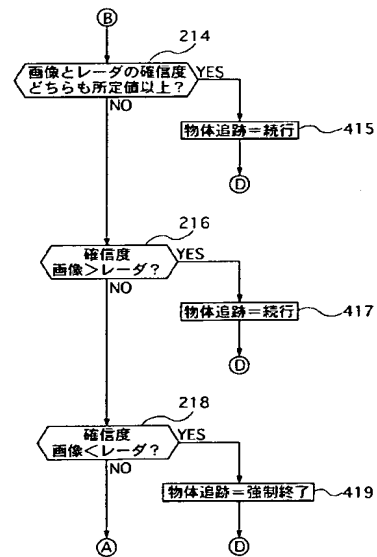 B
214
画像とレーダの確信度
どちらも所定値以上？
YES
NO
物体追跡＝続行
415
D
216
確信度
画像＞レーダ？
YES
NO
物体追跡＝続行
417
D
218
確信度
画像＜レーダ？
YES
NO
物体追跡＝強制終了
419
A
D